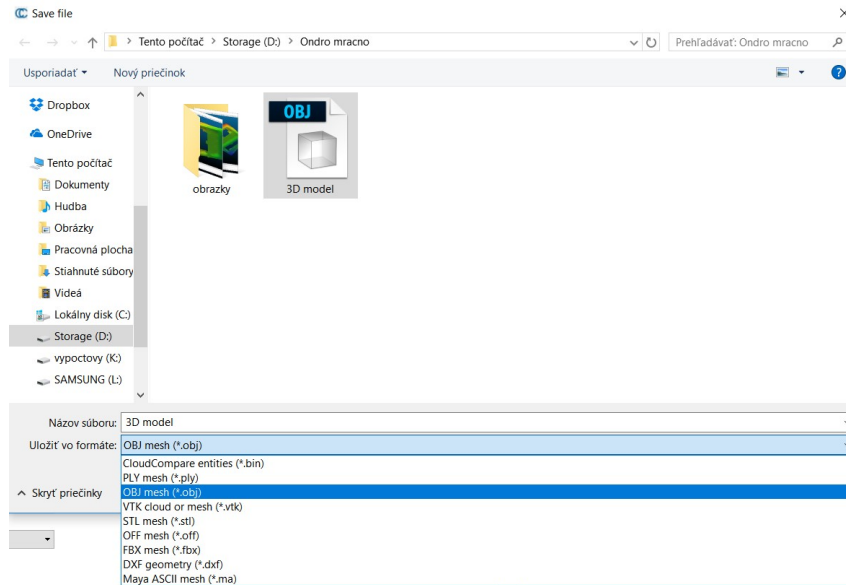 Save file
Tento počítač > Storage (D:) > Ondro mracno
Prehľadávať: Ondro mracno
Usporiadať
Nový priečinok
?
Dropbox
OneDrive
Tento počítač
Dokumenty
Hudba
Obrázky
Pracovná plocha
Stiahnuté súbory
Videá
Lokálny disk (C:)
Storage (D:)
vypoctovy (K:)
SAMSUNG (L:)
obrazky
OBJ
3D model
Názov súboru: 3D model
Uložiť vo formáte: OBJ mesh (*.obj)
CloudCompare entities (*.bin)
PLY mesh (*.ply)
OBJ mesh (*.obj)
VTK cloud or mesh (*.vtk)
STL mesh (*.stl)
OFF mesh (*.off)
FBX mesh (*.fbx)
DXF geometry (*.dxf)
Maya ASCII mesh (*.ma)
Skryť priečinky